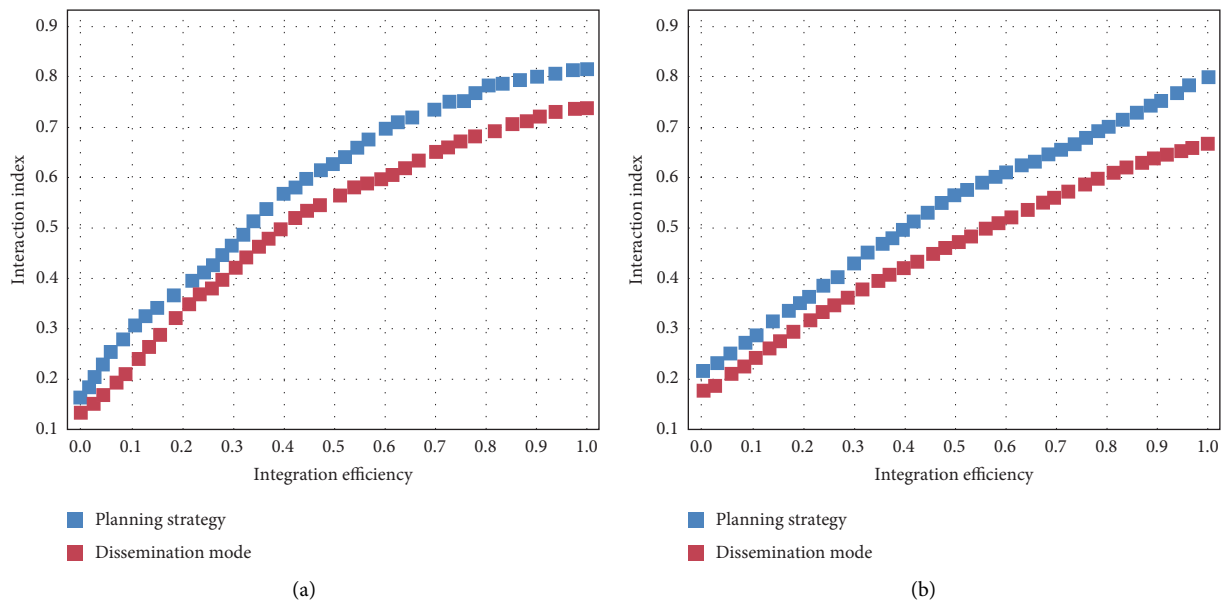 0.9
0.8
0.7
0.6
0.5
0.4
0.3
0.2
0.1
Interaction index
0.0 0.1 0.2 0.3 0.4 0.5 0.6 0.7 0.8 0.9 1.0
Integration efficiency
Planning strategy
Dissemination mode
(a)
0.9
0.8
0.7
0.6
0.5
0.4
0.3
0.2
0.1
Interaction index
0.0 0.1 0.2 0.3 0.4 0.5 0.6 0.7 0.8 0.9 1.0
Integration efficiency
Planning strategy
Dissemination mode
(b)